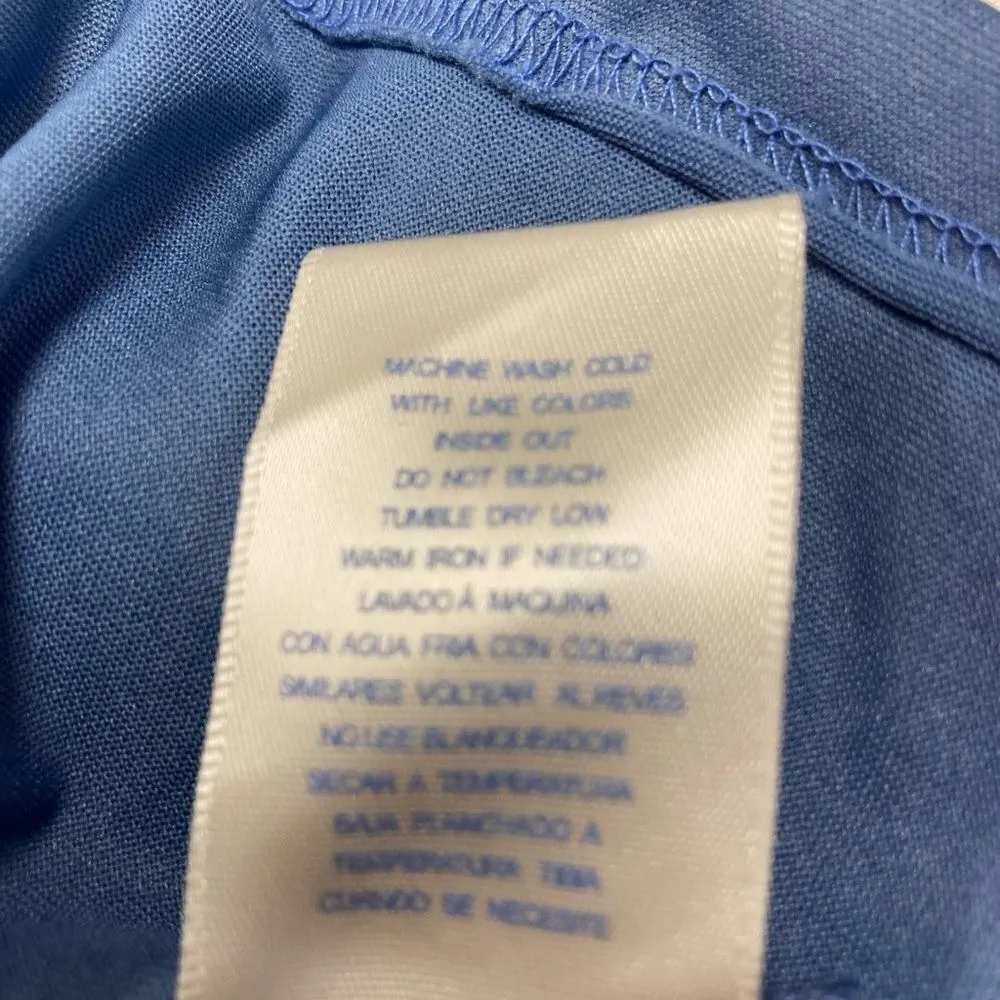 MACHINE WASH COLD
WITH LIKE COLORS
INSIDE OUT
DO NOT BLEACH
TUMBLE DRY LOW
WARM IRON IF NEEDED
LAVADO À MAQUINA
CON AGUA FRIA CON COLORES
SIMILARES VOLTEAR AL REVES
NO USE BLANQUEADOR
SECAR A TEMPERATURA
BAJA PLANCHADO A
TEMPERATURA TIBIA
CUANDO SE NECESITE